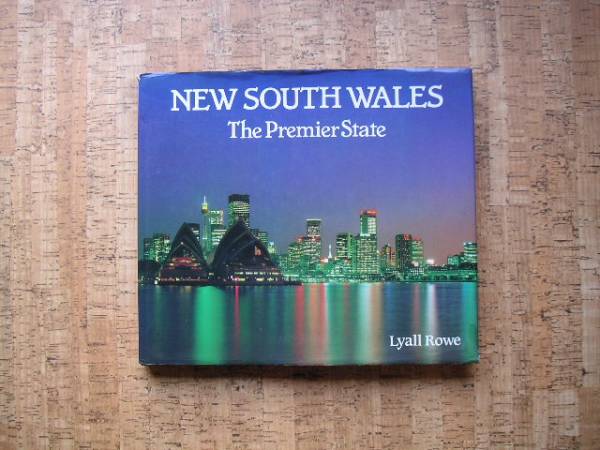 NEW SOUTH WALES
The Premier State
Lyall Rowe